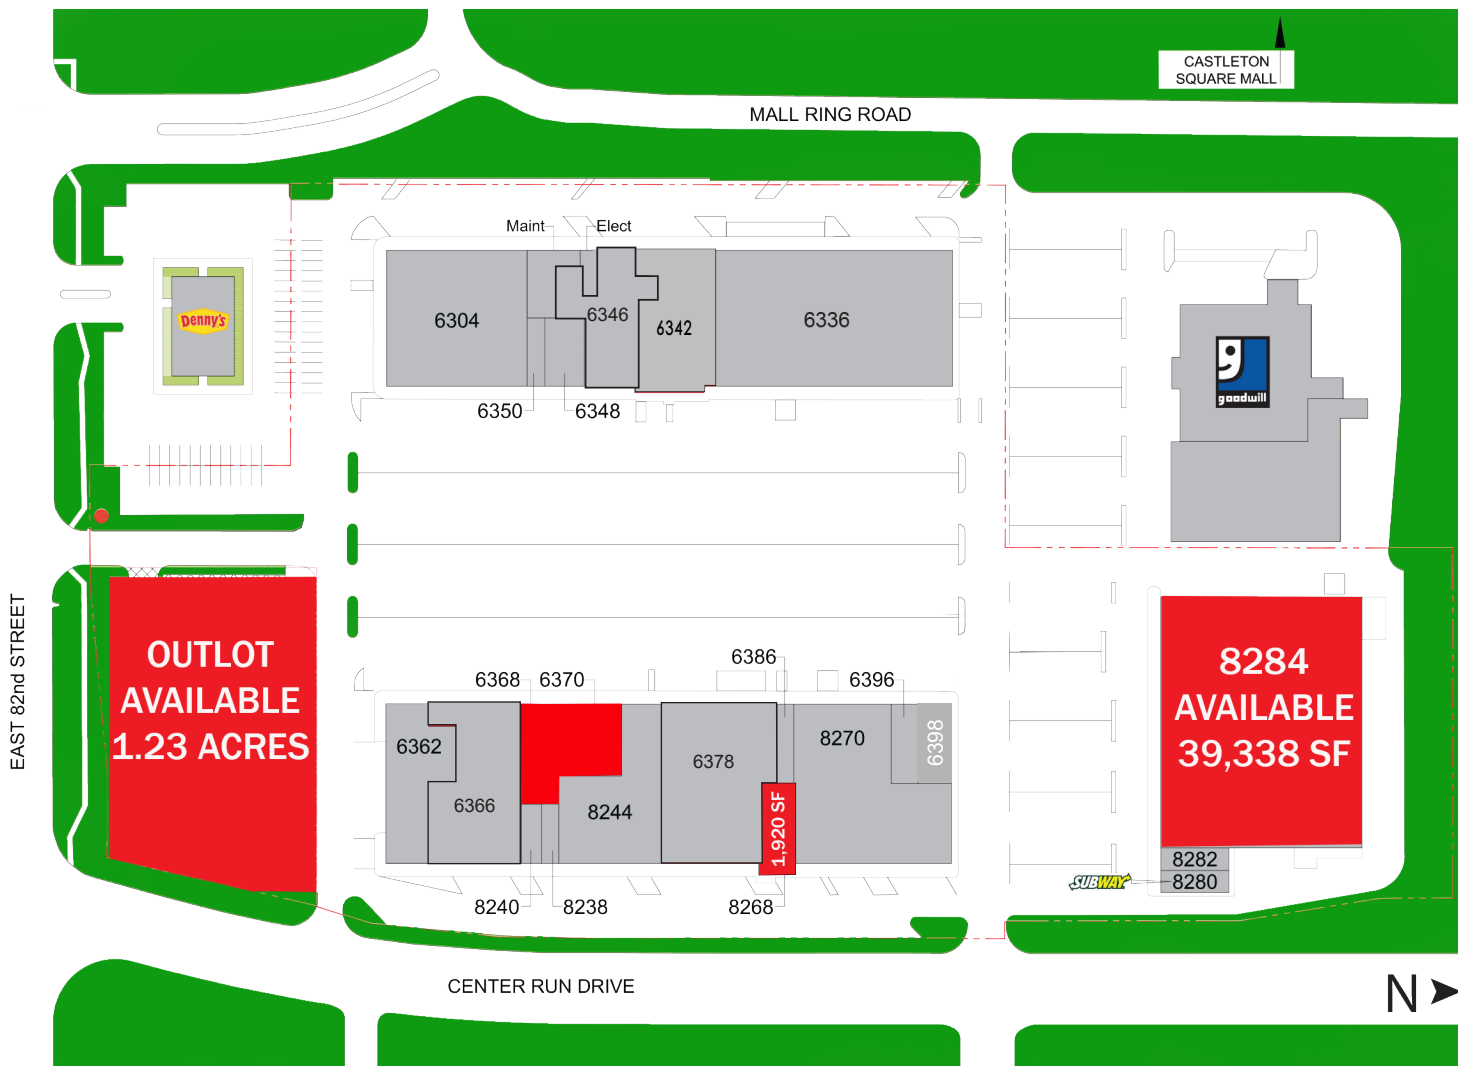 CASTLETON
SQUARE MALL
MALL RING ROAD
Maint
Elect
6304
6346
6342
6336
Denny's
goodwill
6350
6348
EAST 82nd STREET
OUTLOT
AVAILABLE
1.23 ACRES
6386
6368
6370
6396
6362
6366
8244
6378
8270
6398
1,920 SF
8240
8238
8268
8284
AVAILABLE
39,338 SF
8282
8280
SUBWAY
CENTER RUN DRIVE
N